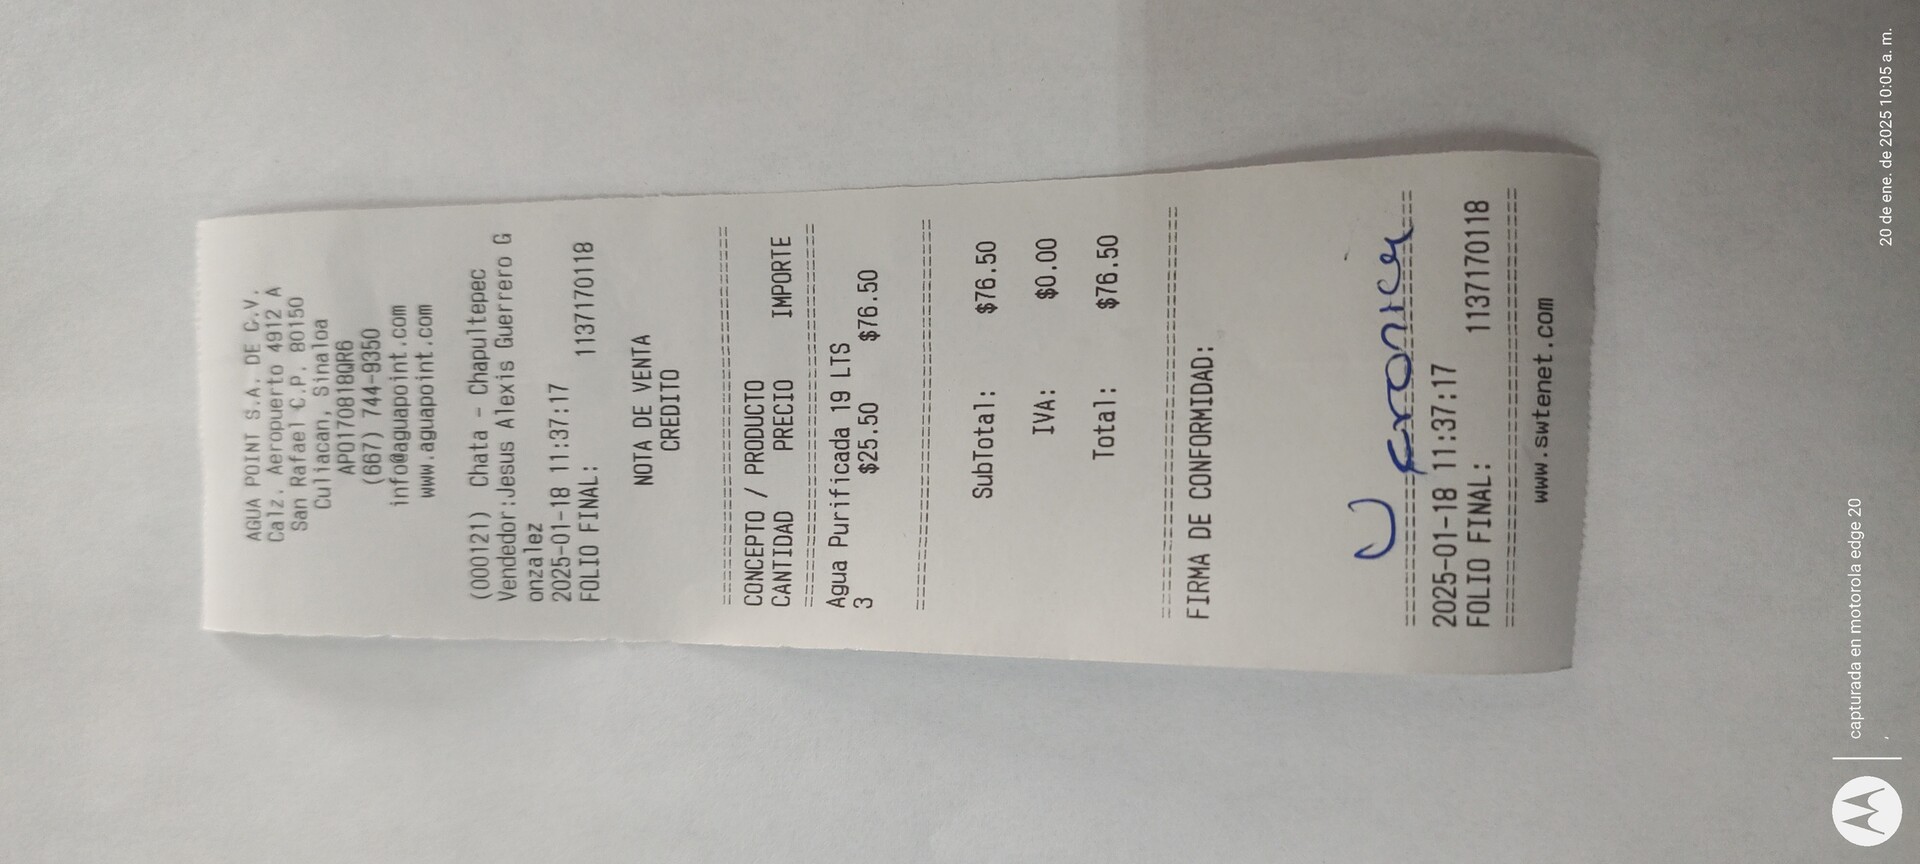 AGUA POINT S.A. DE C.V.
Calz. Aeropuerto 4912 A
San Rafael C.P. 80150
Culiacan, Sinaloa
APO170818QR6
(667) 744-9350
info@aguapoint.com
www.aguapoint.com
(000121) Chata - Chapultepec
Vendedor:Jesus Alexis Guerrero G
onzalez
2025-01-18 11:37:17
FOLIO FINAL: 1137170118
NOTA DE VENTA
CREDITO
================================
CONCEPTO / PRODUCTO
CANTIDAD PRECIO IMPORTE
================================
Agua Purificada 19 LTS
3 $25.50 $76.50
================================
SubTotal: $76.50
IVA: $0.00
Total: $76.50
================================
FIRMA DE CONFORMIDAD:
================================
2025-01-18 11:37:17
FOLIO FINAL: 1137170118
================================
www.swtenet.com
capturada en motorola edge 20
20 de ene. de 2025 10:05 a. m.